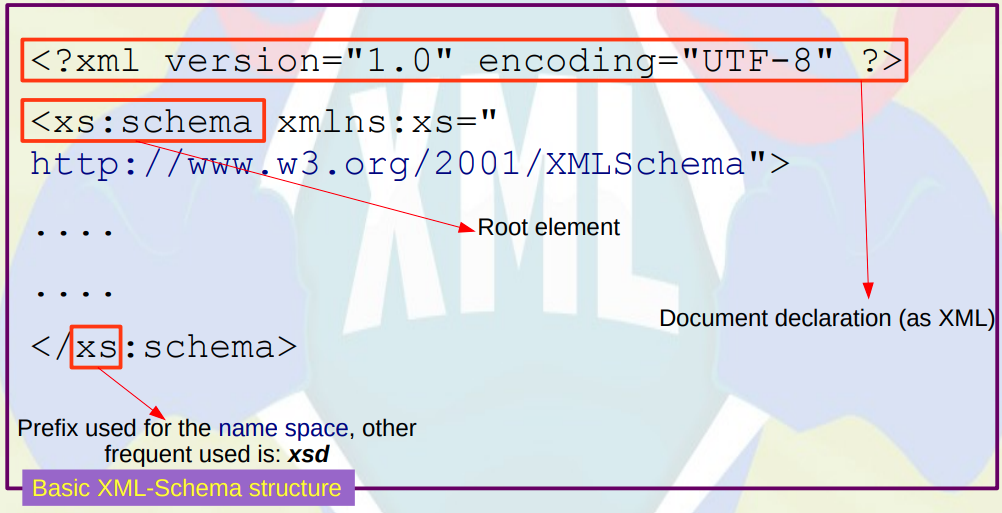 <?xml version="1.0" encoding="UTF-8" ?>
<xs:schema xmlns:xs="
http://www.w3.org/2001/XMLSchema">
....
Root element
....
Document declaration (as XML)
</xs:schema>
Prefix used for the name space, other
frequent used is: xsd
Basic XML-Schema structure
XML